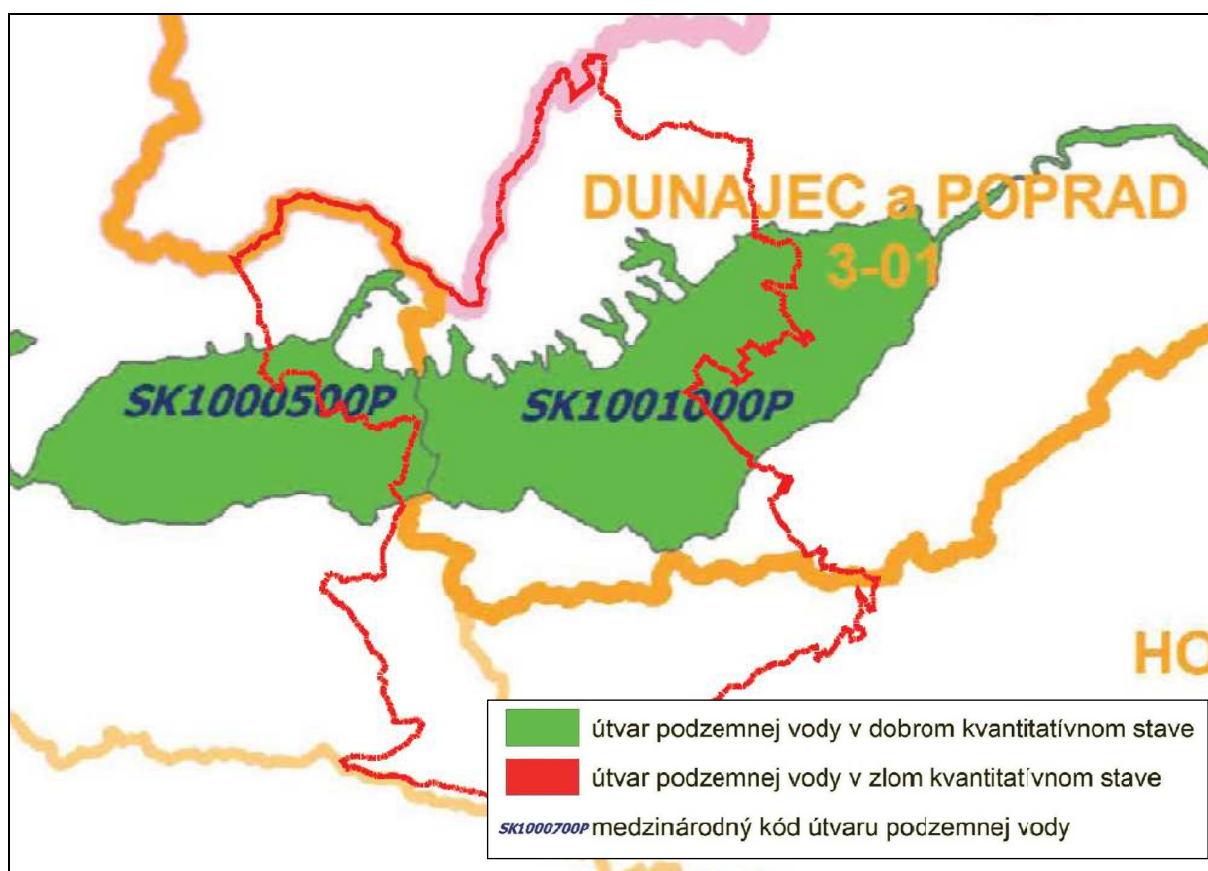 DUNAJEC a POPRAD
3-01
SK1000500P
SK1001000P
HO
útvar podzemnej vody v dobrom kvantitatívnom stave
útvar podzemnej vody v zlom kvantitatívnom stave
SK1000700P medzinárodný kód útvaru podzemnej vody